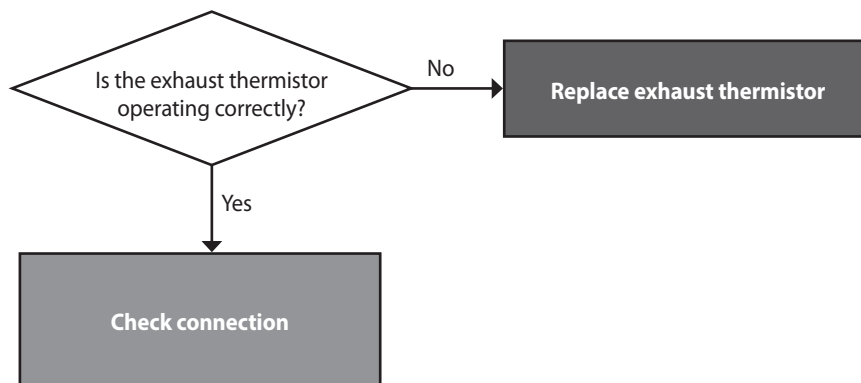 Is the exhaust thermistor
operating correctly?
No
Replace exhaust thermistor
Yes
Check connection